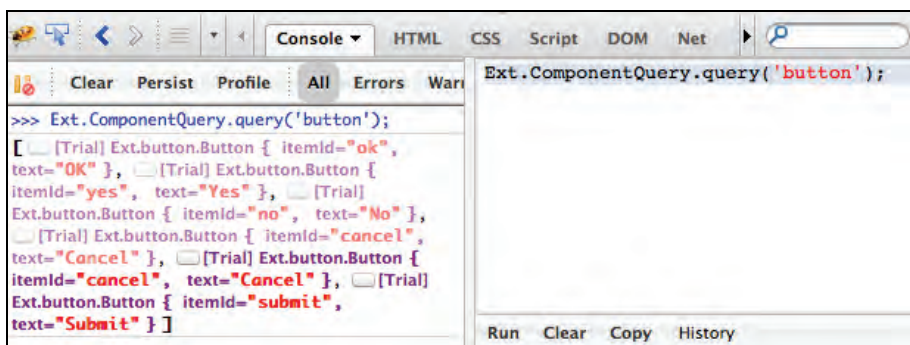 Console ▾ HTML CSS Script DOM Net
Clear Persist Profile All Errors Warı
>>> Ext.ComponentQuery.query('button');
[ [Trial] Ext.button.Button { itemId="ok",
text="OK" }, [Trial] Ext.button.Button {
itemId="yes", text="Yes" }, [Trial]
Ext.button.Button { itemId="no", text="No" },
[Trial] Ext.button.Button { itemId="cancel",
text="Cancel" }, [Trial] Ext.button.Button {
itemId="cancel", text="Cancel" }, [Trial]
Ext.button.Button { itemId="submit",
text="Submit" } ]
Ext.ComponentQuery.query('button');
Run Clear Copy History